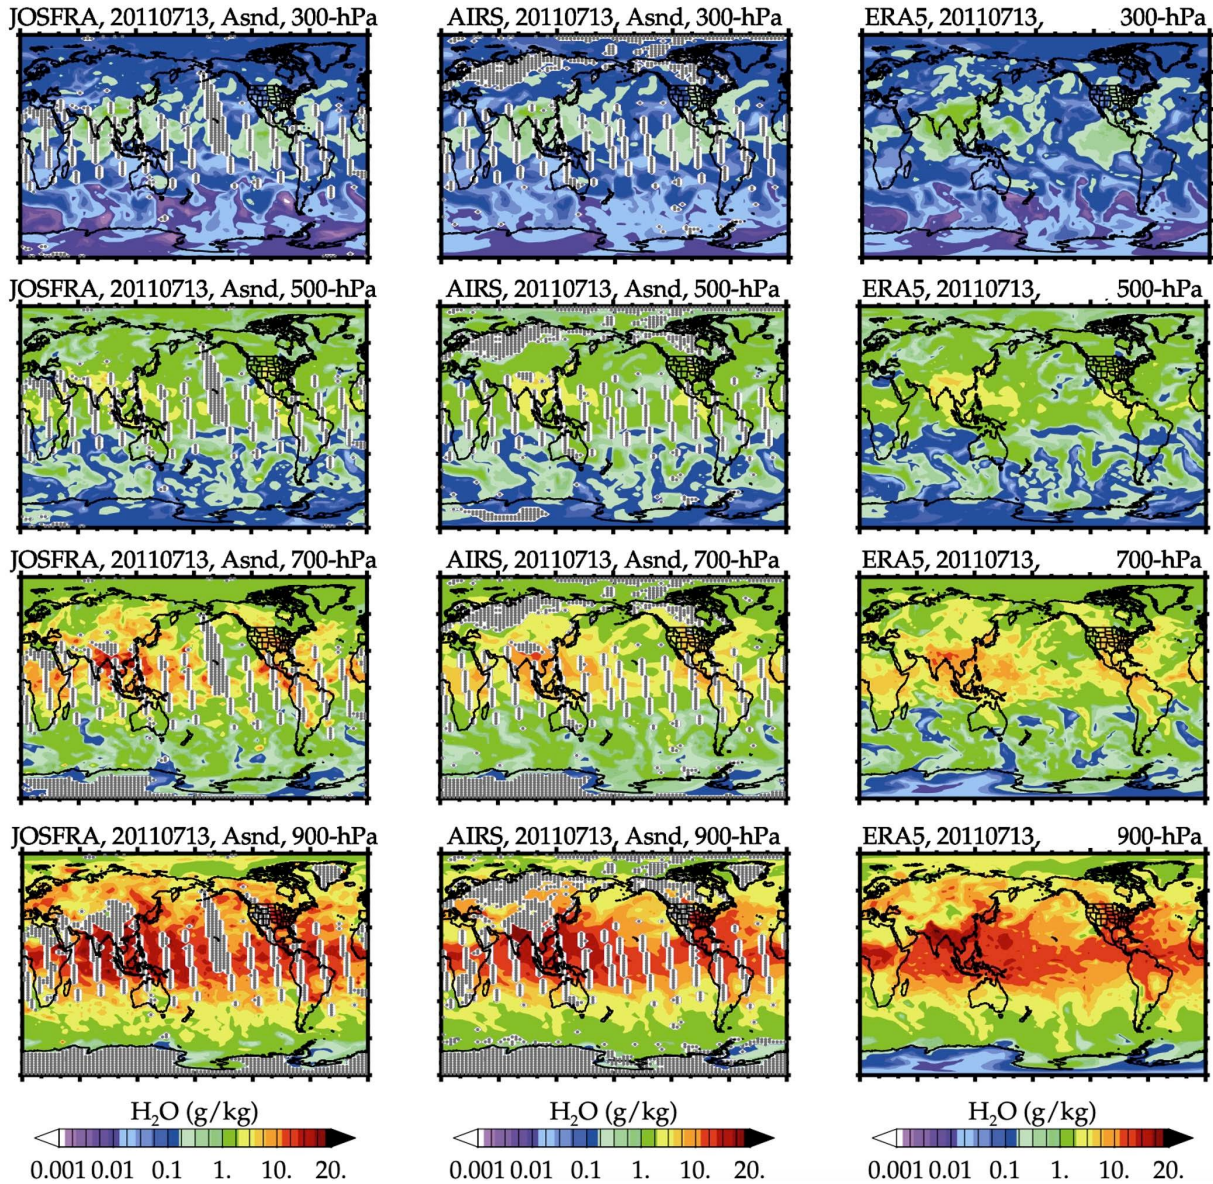 JOSFRA, 20110713, Asnd, 300-hPa
AIRS, 20110713, Asnd, 300-hPa
ERA5, 20110713, 300-hPa
JOSFRA, 20110713, Asnd, 500-hPa
AIRS, 20110713, Asnd, 500-hPa
ERA5, 20110713, 500-hPa
JOSFRA, 20110713, Asnd, 700-hPa
AIRS, 20110713, Asnd, 700-hPa
ERA5, 20110713, 700-hPa
JOSFRA, 20110713, Asnd, 900-hPa
AIRS, 20110713, Asnd, 900-hPa
ERA5, 20110713, 900-hPa
H₂O (g/kg)
H₂O (g/kg)
H₂O (g/kg)
0.001 0.01 0.1 1. 10. 20.
0.001 0.01 0.1 1. 10. 20.
0.001 0.01 0.1 1. 10. 20.